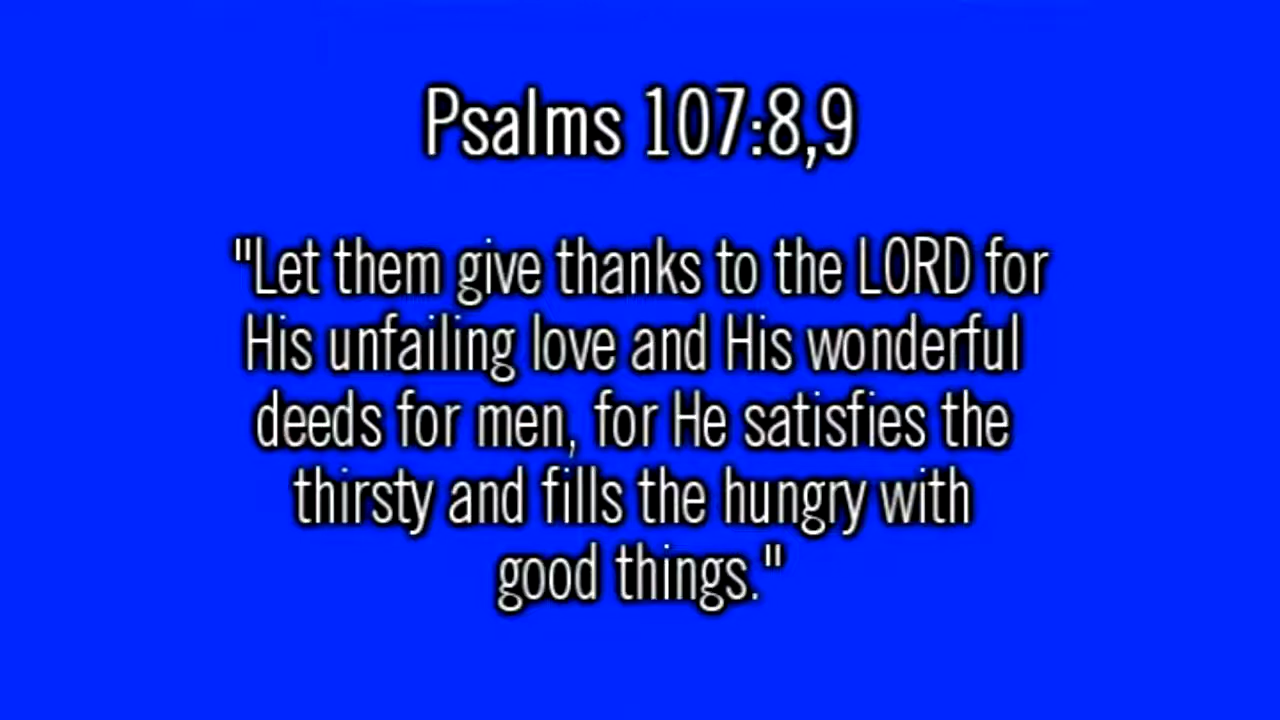 Psalms 107:8,9
"Let them give thanks to the LORD for
His unfailing love and His wonderful
deeds for men, for He satisfies the
thirsty and fills the hungry with
good things."